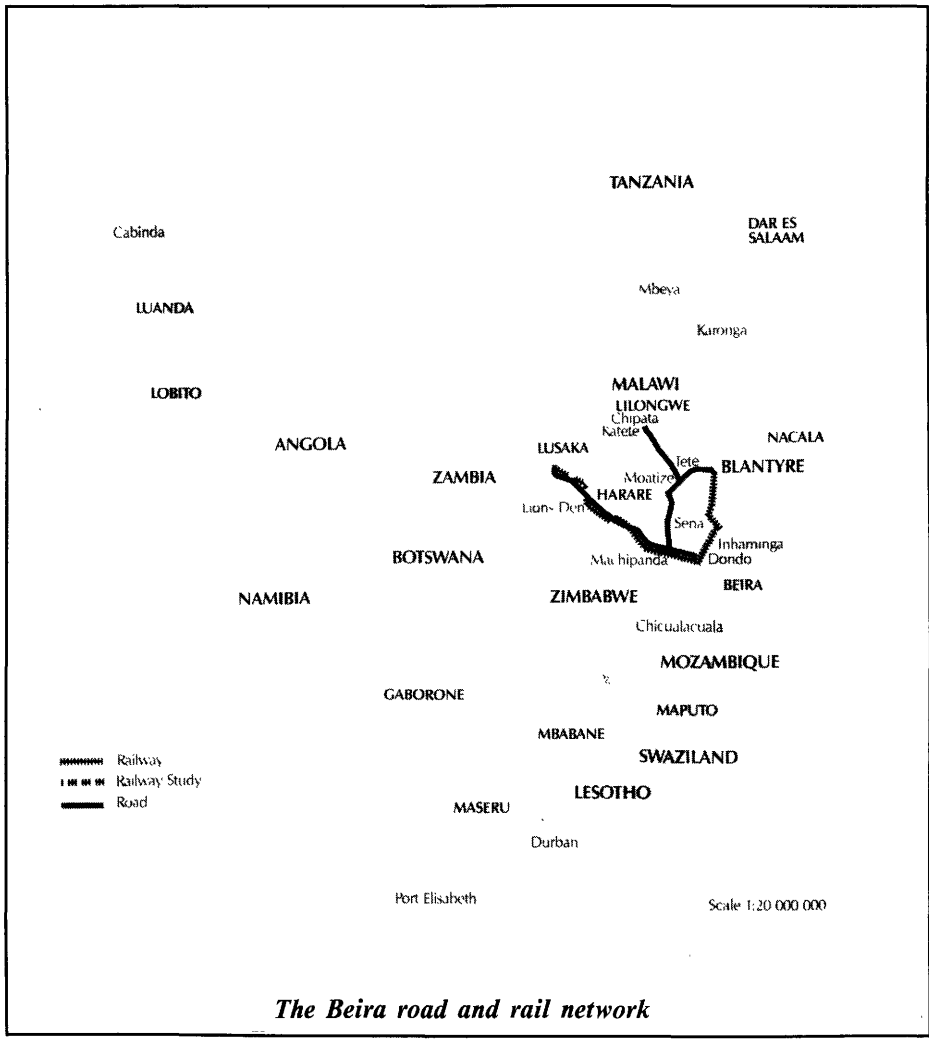 TANZANIA
DAR ES
SALAAM
Cabinda
Mbeya
LUANDA
Karonga
MALAWI
LOBITO
LILONGWE
Chipata
Katete
NACALA
ANGOLA
LUSAKA
Tete
BLANTYRE
ZAMBIA
Moatize
HARARE
Lions Den
Sena
Inhaminga
BOTSWANA
Machipanda
Dondo
BEIRA
NAMIBIA
ZIMBABWE
Chicualacuala
MOZAMBIQUE
GABORONE
MAPUTO
MBABANE
SWAZILAND
Railway
Railway Study
Road
LESOTHO
MASERU
Durban
Port Elisabeth
Scale 1:20 000 000
The Beira road and rail network